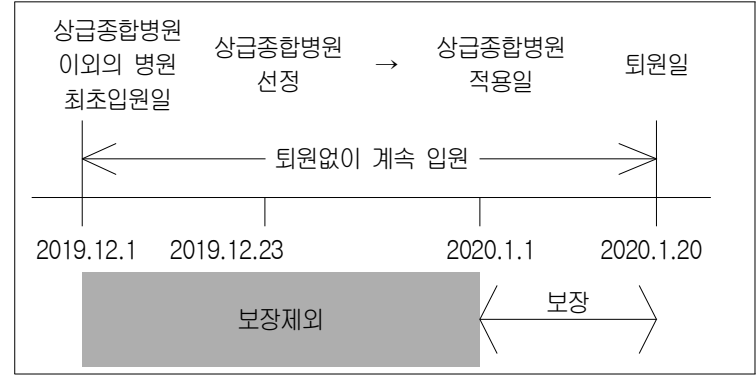 상급종합병원
이외의 병원
최초입원일
상급종합병원
선정
→
상급종합병원
적용일
퇴원일
퇴원없이 계속 입원
2019.12.1
2019.12.23
2020.1.1
2020.1.20
보장제외
보장